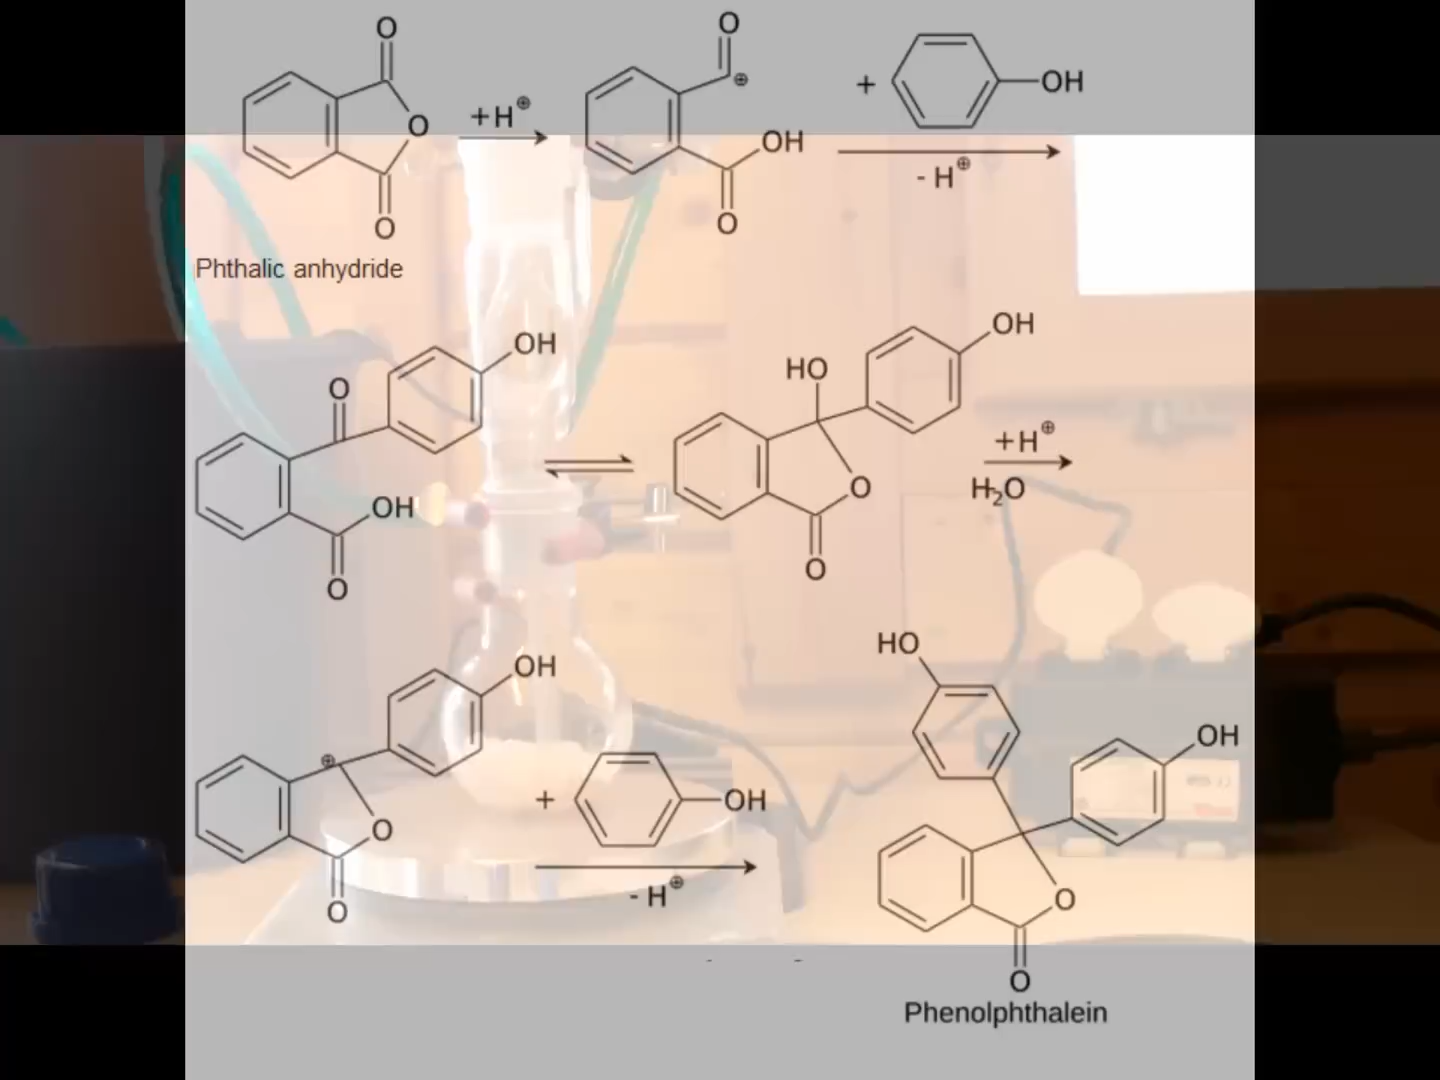 O
O
O
+H⊕
O
⊕
OH
O
+
OH
- H⊕
Phthalic anhydride
OH
O
OH
O
HO
OH
O
O
+H⊕
H₂O
OH
⊕
O
O
+
OH
- H⊕
HO
OH
O
O
Phenolphthalein